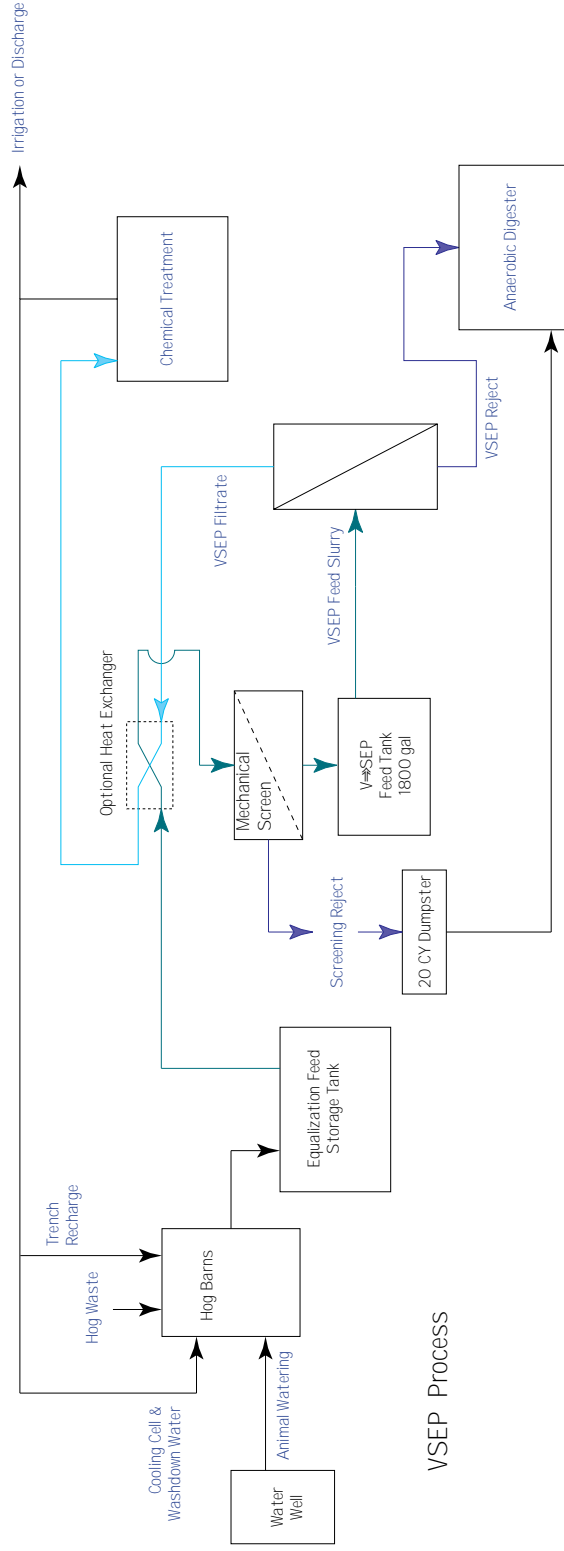 Irrigation or Discharge
Trench
Recharge
Hog Waste
Cooling Cell &
Washdown Water
Hog Barns
Animal Watering
Water
Well
Equalization Feed
Storage Tank
Optional Heat Exchanger
Mechanical
Screen
Screening Reject
20 CY Dumpster
V SEP
Feed Tank
1800 gal
VSEP Feed Slurry
VSEP Filtrate
VSEP Reject
Chemical Treatment
Anaerobic Digester
VSEP Process